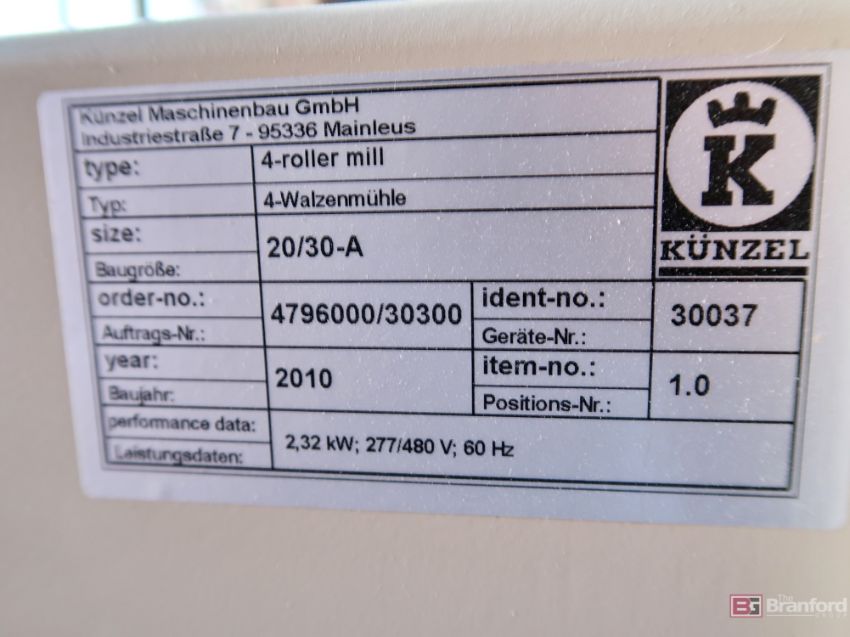 Künzel Maschinenbau GmbH
Industriestraße 7 - 95336 Mainleus
K
KÜNZEL
type:
4-roller mill
Typ:
4-Walzenmühle
size:
20/30-A
Baugröße:
order-no.:
4796000/30300
ident-no.:
30037
Auftrags-Nr.:
Geräte-Nr.:
year:
2010
item-no.:
1.0
Baujahr:
Positions-Nr.:
performance data:
2,32 kW; 277/480 V; 60 Hz
Leistungsdaten:
BG The Branford GROUP